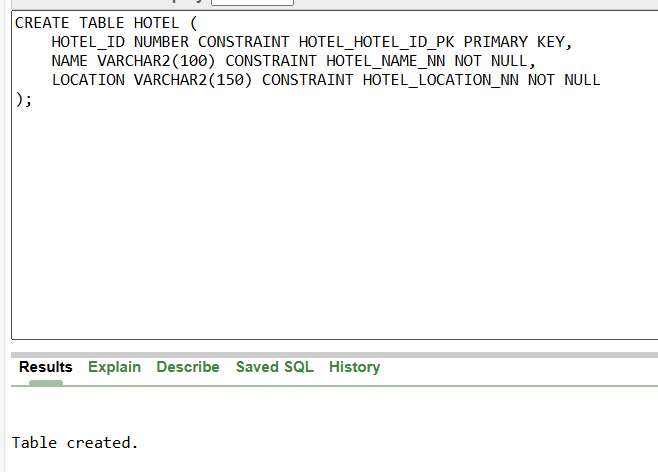 CREATE TABLE HOTEL (
    HOTEL_ID NUMBER CONSTRAINT HOTEL_HOTEL_ID_PK PRIMARY KEY,
    NAME VARCHAR2(100) CONSTRAINT HOTEL_NAME_NN NOT NULL,
    LOCATION VARCHAR2(150) CONSTRAINT HOTEL_LOCATION_NN NOT NULL
);
Results Explain Describe Saved SQL History
Table created.